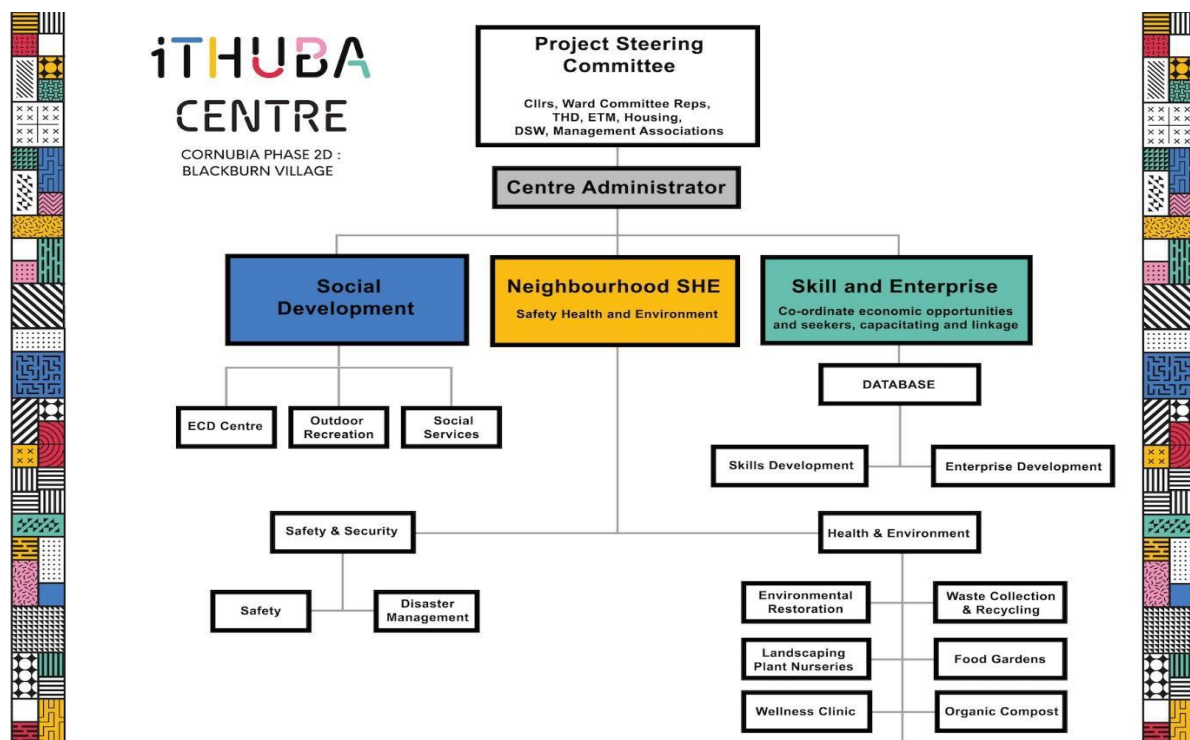 iTHUBA
CENTRE
CORNUBIA PHASE 2D :
BLACKBURN VILLAGE
Project Steering
Committee
Cllrs, Ward Committee Reps,
THD, ETM, Housing,
DSW, Management Associations
Centre Administrator
Social
Development
Neighbourhood SHE
Safety Health and Environment
Skill and Enterprise
Co-ordinate economic opportunities
and seekers, capacitating and linkage
DATABASE
ECD Centre
Outdoor
Recreation
Social
Services
Skills Development
Enterprise Development
Safety & Security
Health & Environment
Safety
Disaster
Management
Environmental
Restoration
Waste Collection
& Recycling
Landscaping
Plant Nurseries
Food Gardens
Wellness Clinic
Organic Compost